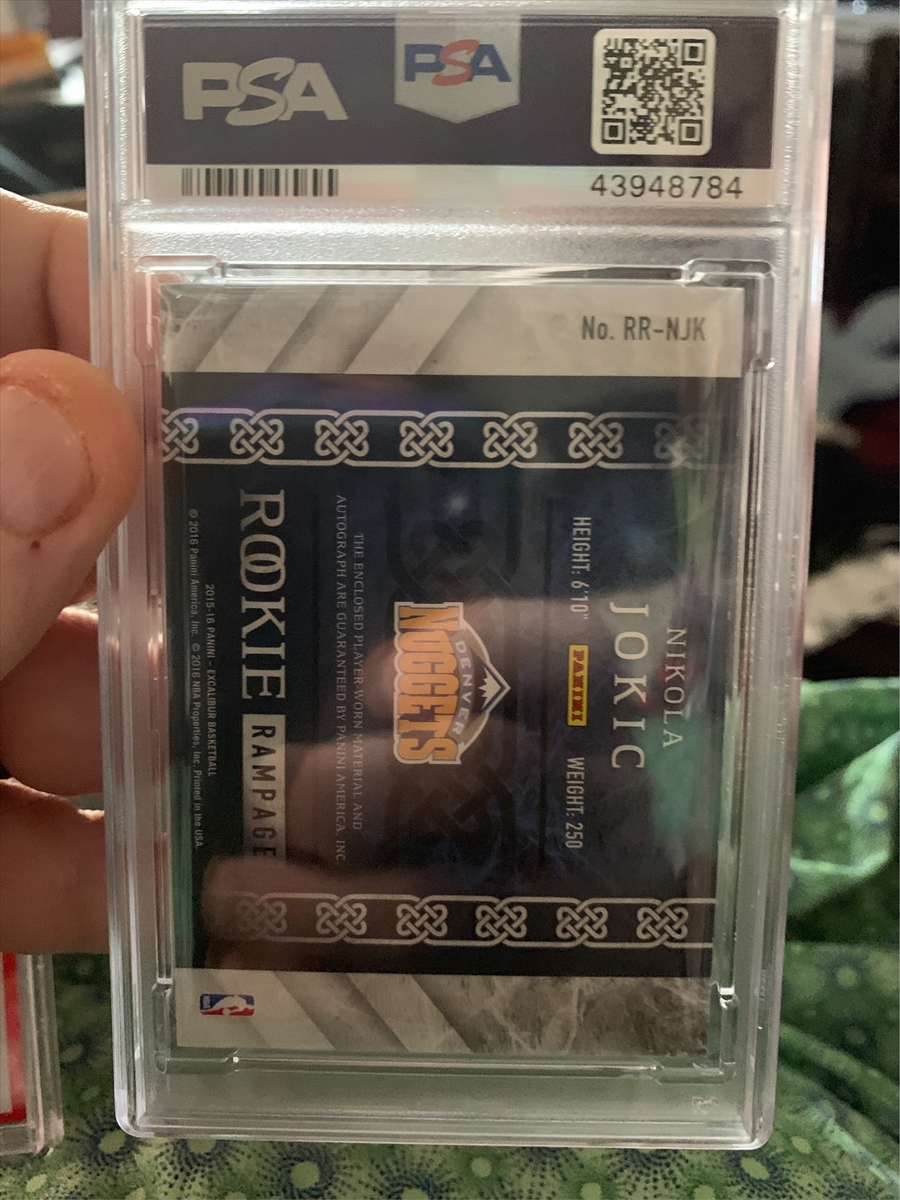 PSA
PSA
43948784
No. RR-NJK
NIKOLA
JOKIC
HEIGHT: 6'10" PANINI WEIGHT: 250
DENVER
NUGGETS
THE ENCLOSED PLAYER WORN MATERIAL AND
AUTOGRAPH ARE GUARANTEED BY PANINI AMERICA, INC.
ROOKIE RAMPAGE
2015-16 PANINI – EXCALIBUR BASKETBALL
© 2016 Panini America, Inc. © 2016 NBA Properties, Inc. Printed in the USA.